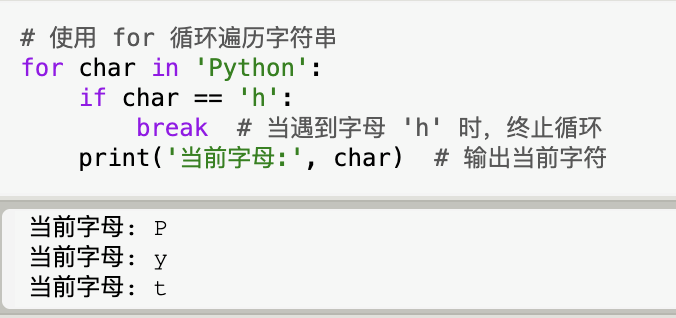 # 使用 for 循环遍历字符串
for char in 'Python':
    if char == 'h':
        break  # 当遇到字母 'h' 时，终止循环
    print('当前字母:', char)  # 输出当前字符
当前字母: P
当前字母: y
当前字母: t